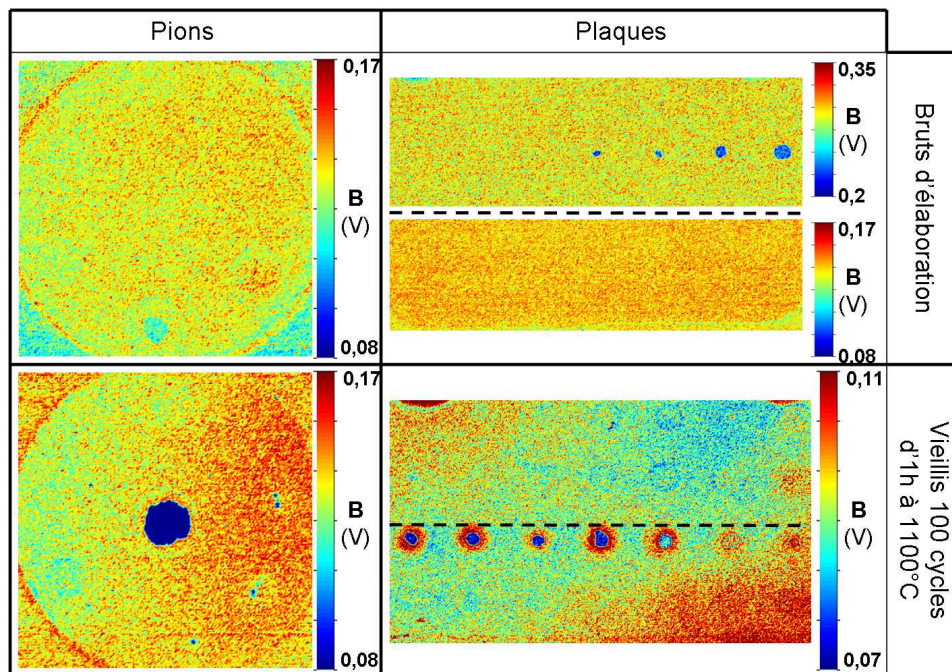 Pions
Plaques
0,17
B
(V)
0,08
0,35
B
(V)
0,2
0,17
B
(V)
0,08
Bruts d'élaboration
0,17
B
(V)
0,08
0,11
B
(V)
0,07
Vieillis 100 cycles
d'1h à 1100°C